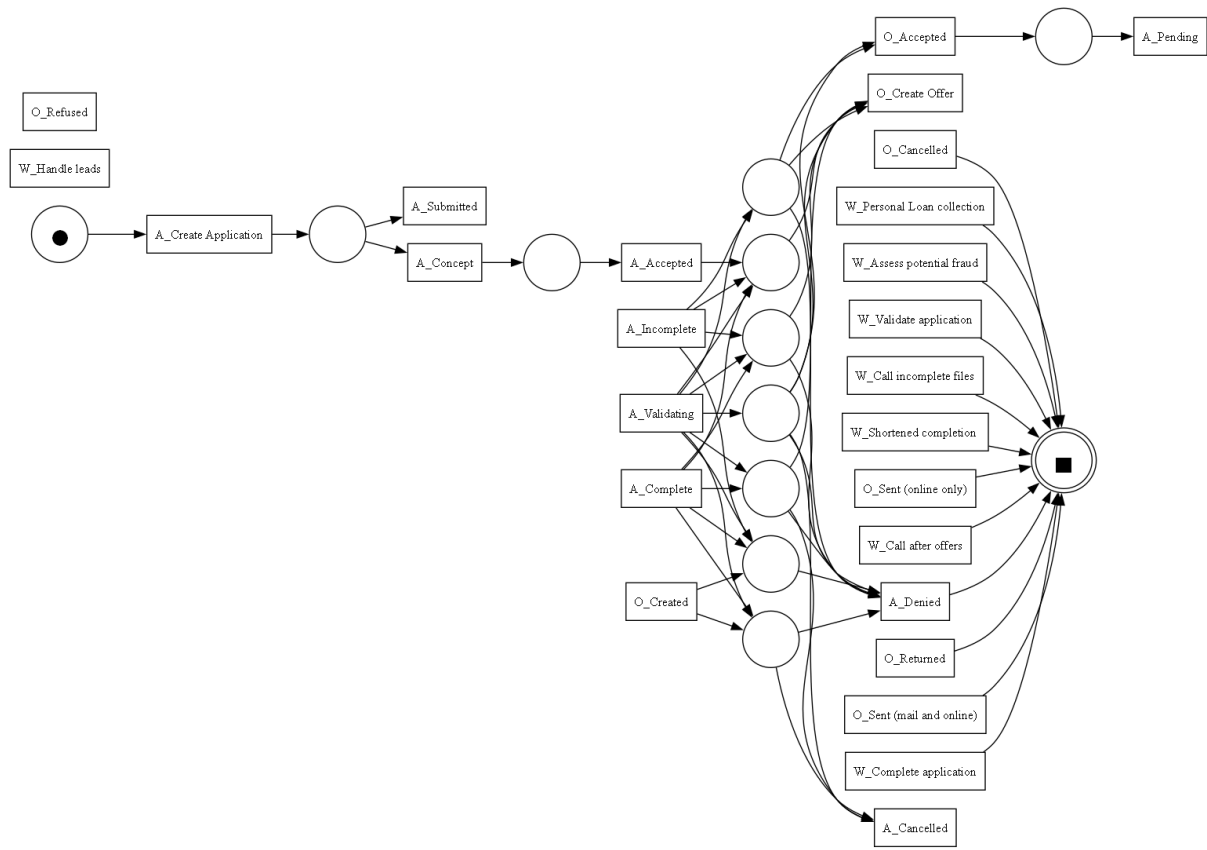 O_Accepted
A_Pending
O_Create Offer
O_Refused
O_Cancelled
W_Handle leads
A_Submitted
W_Personal Loan collection
A_Create Application
A_Concept
A_Accepted
W_Assess potential fraud
A_Incomplete
W_Validate application
W_Call incomplete files
A_Validating
W_Shortened completion
A_Complete
O_Sent (online only)
W_Call after offers
O_Created
A_Denied
O_Returned
O_Sent (mail and online)
W_Complete application
A_Cancelled